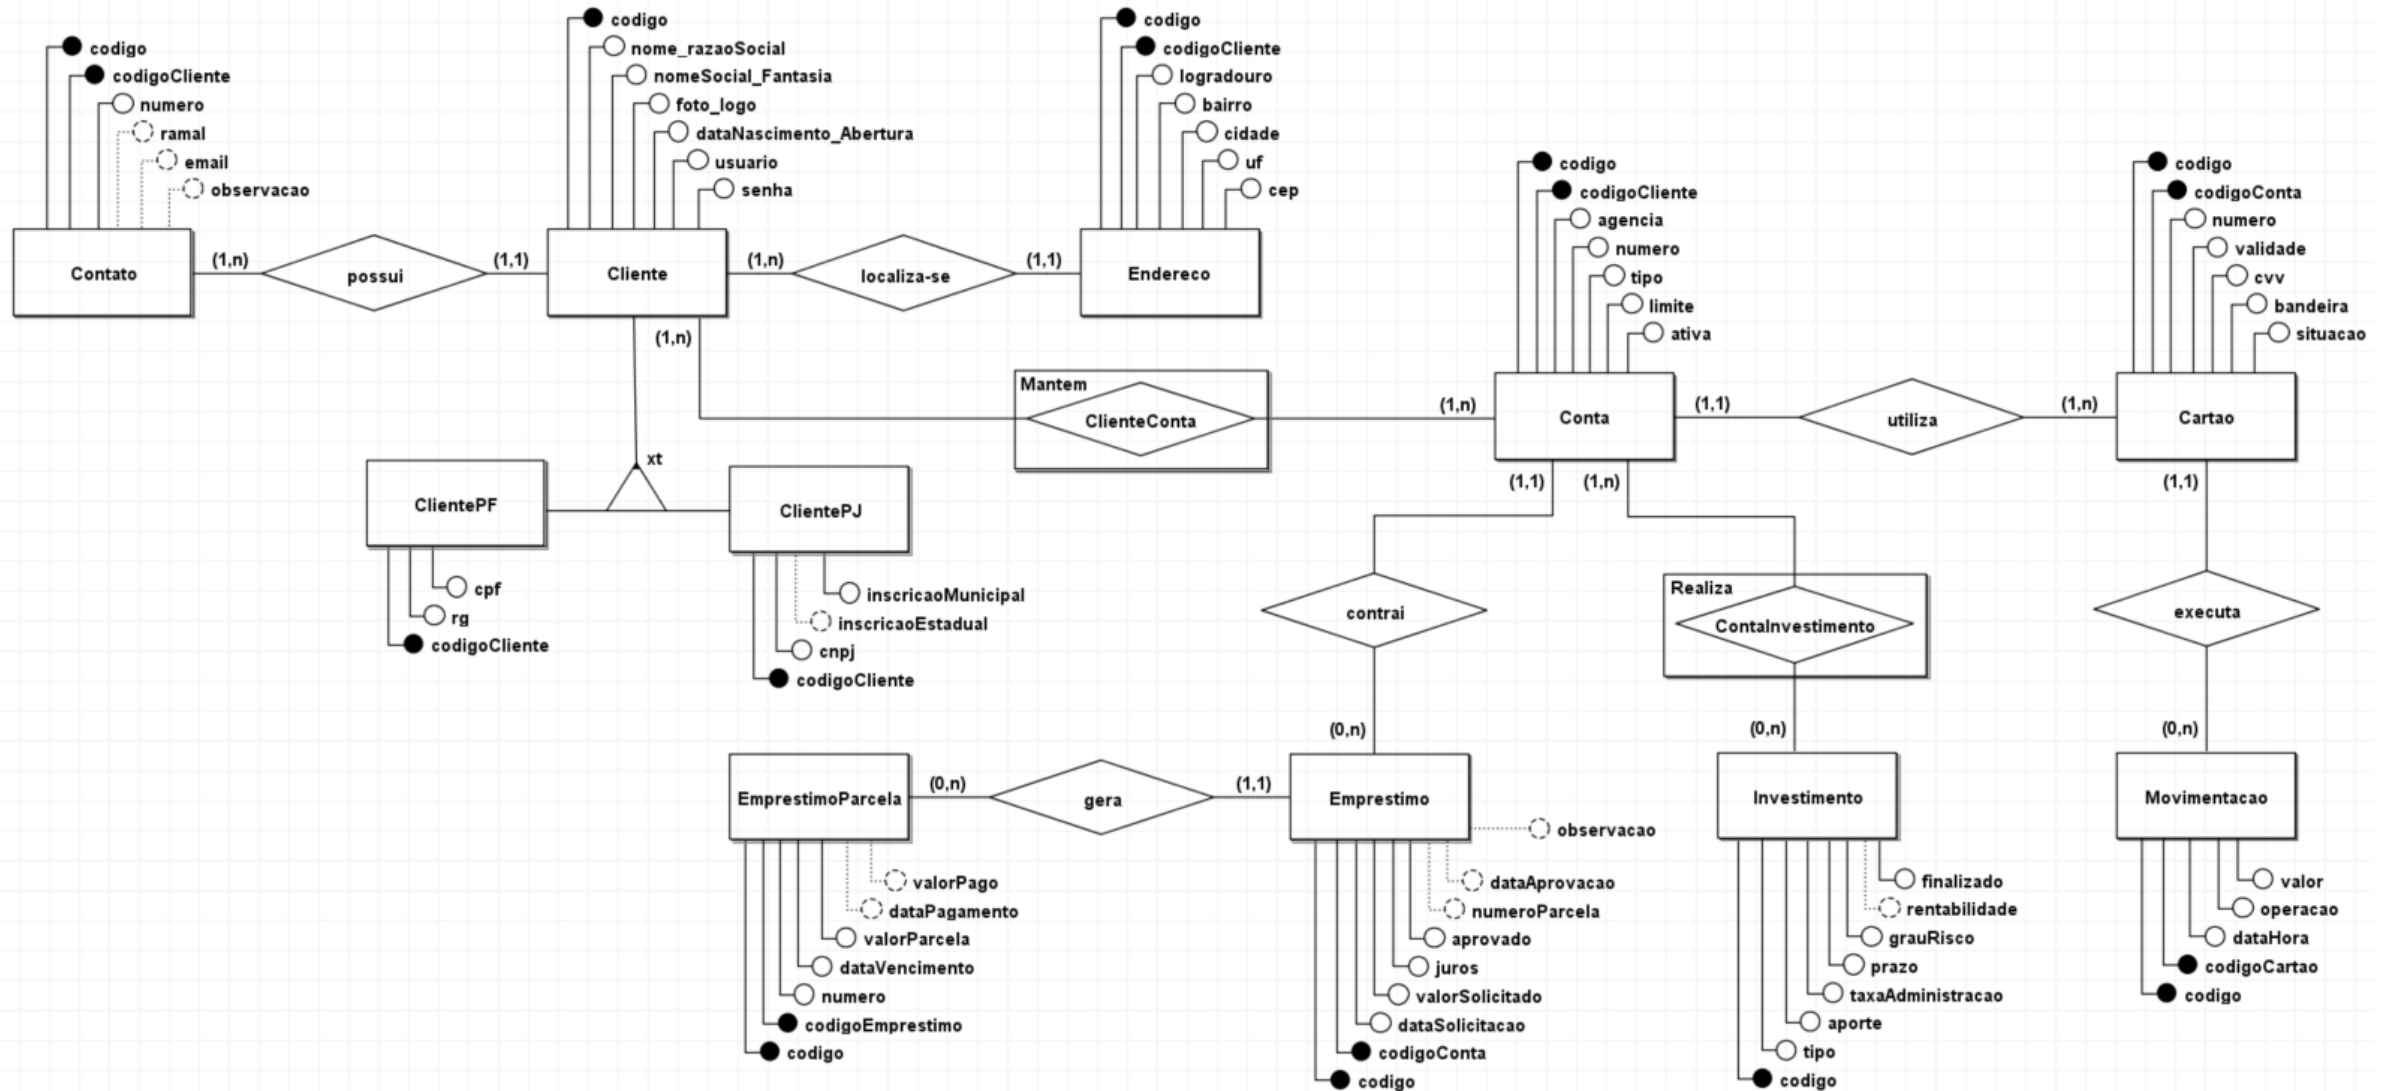 codigo
codigoCliente
numero
ramal
email
observacao
Contato
(1,n)
possui
(1,1)
codigo
nome_razaoSocial
nomeSocial_Fantasia
foto_logo
dataNascimento_Abertura
usuario
senha
Cliente
(1,n)
localiza-se
(1,1)
codigo
codigoCliente
logradouro
bairro
cidade
uf
cep
Endereco
(1,n)
Mantem
ClienteConta
(1,n)
codigo
codigoCliente
agencia
numero
tipo
limite
ativa
Conta
(1,1)
utiliza
(1,n)
codigo
codigoConta
numero
validade
cvv
bandeira
situacao
Cartao
xt
ClientePF
cpf
rg
codigoCliente
ClientePJ
inscricaoMunicipal
inscricaoEstadual
cnpj
codigoCliente
(1,1)
contrai
(0,n)
(1,n)
Realiza
ContaInvestimento
(0,n)
(1,1)
executa
(0,n)
EmprestimoParcela
(0,n)
gera
(1,1)
valorPago
dataPagamento
valorParcela
dataVencimento
numero
codigoEmprestimo
codigo
Emprestimo
observacao
dataAprovacao
numeroParcela
aprovado
juros
valorSolicitado
dataSolicitacao
codigoConta
codigo
Investimento
finalizado
rentabilidade
grauRisco
prazo
taxaAdministracao
aporte
tipo
codigo
Movimentacao
valor
operacao
dataHora
codigoCartao
codigo